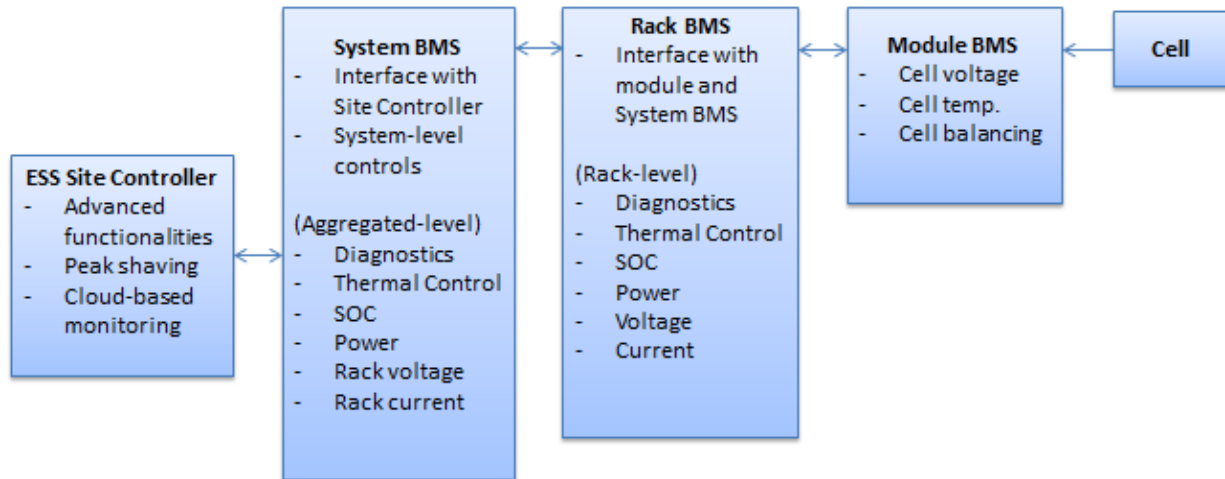 ESS Site Controller
- Advanced
functionalities
- Peak shaving
- Cloud-based
monitoring
System BMS
- Interface with
Site Controller
- System-level
controls
(Aggregated-level)
- Diagnostics
- Thermal Control
- SOC
- Power
- Rack voltage
- Rack current
Rack BMS
- Interface with
module and
System BMS
(Rack-level)
- Diagnostics
- Thermal Control
- SOC
- Power
- Voltage
- Current
Module BMS
- Cell voltage
- Cell temp.
- Cell balancing
Cell